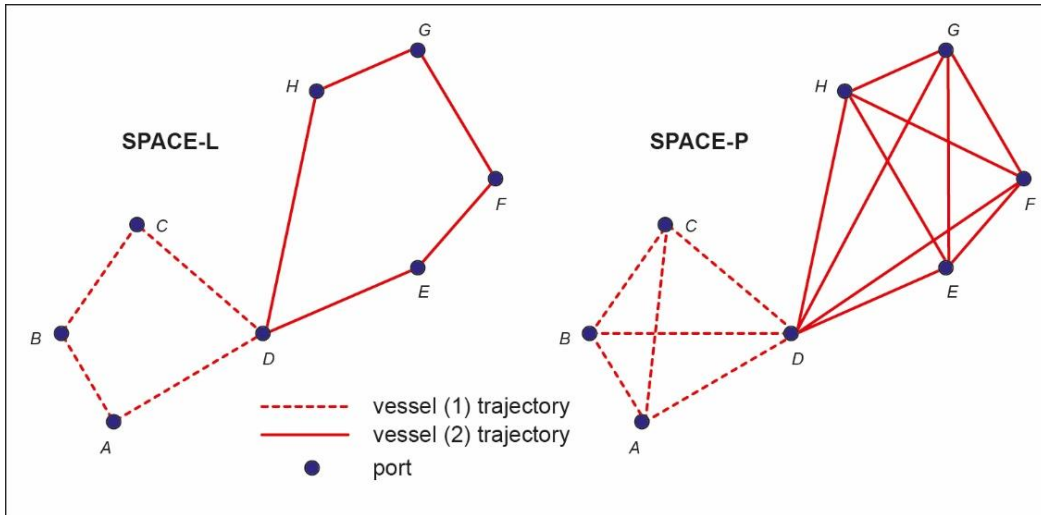 G
H
SPACE-L
F
C
E
B
D
A
G
H
SPACE-P
F
C
E
B
D
A
vessel (1) trajectory
vessel (2) trajectory
port